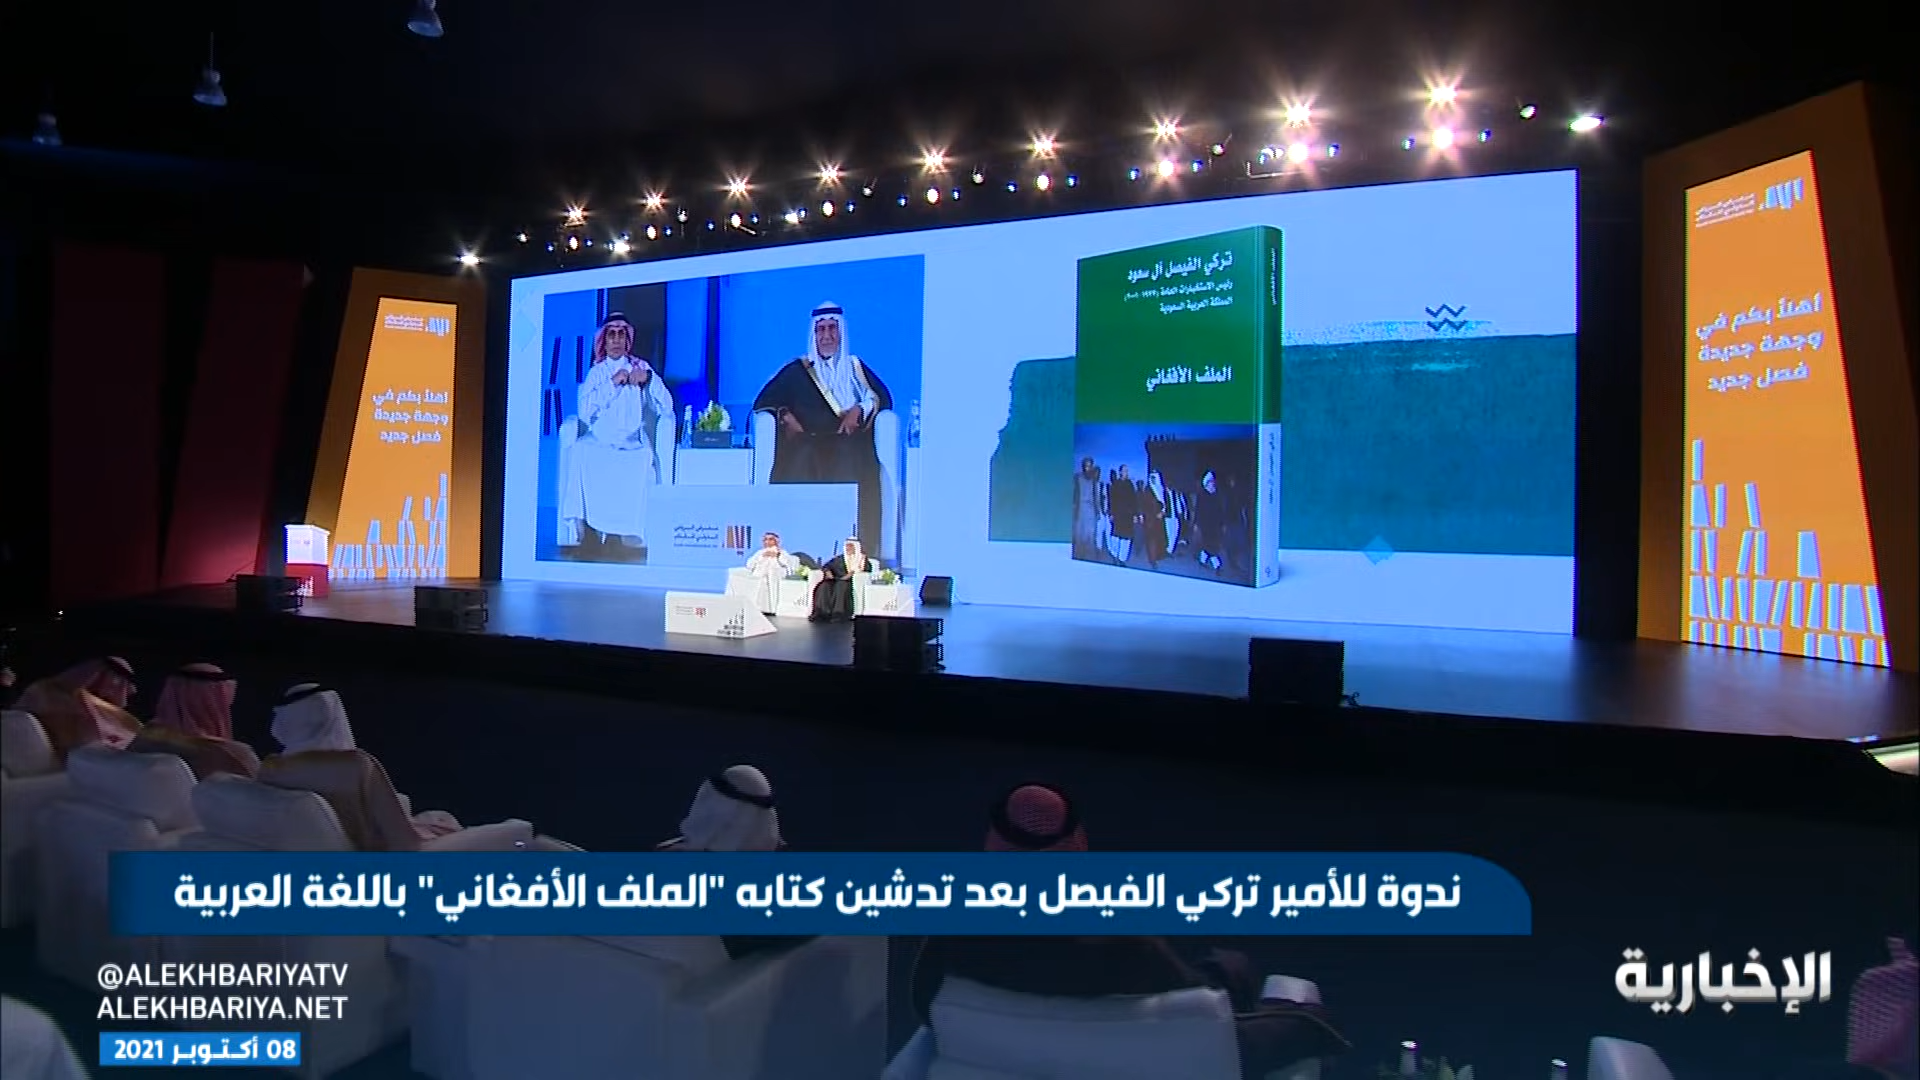 تركي الفيصل آل سعود
رئيس الاستخبارات العامة
المملكة العربية السعودية
الملف الأفغاني
أهلاً بكم في
وجهة جديدة
فصل جديد
أهلاً بكم في
وجهة جديدة
فصل جديد
ندوة للأمير تركي الفيصل بعد تدشين كتابه "الملف الأفغاني" باللغة العربية
الإخبارية
@ALEKHBARIYATV
ALEKHBARIYA.NET
08 أكتوبر 2021